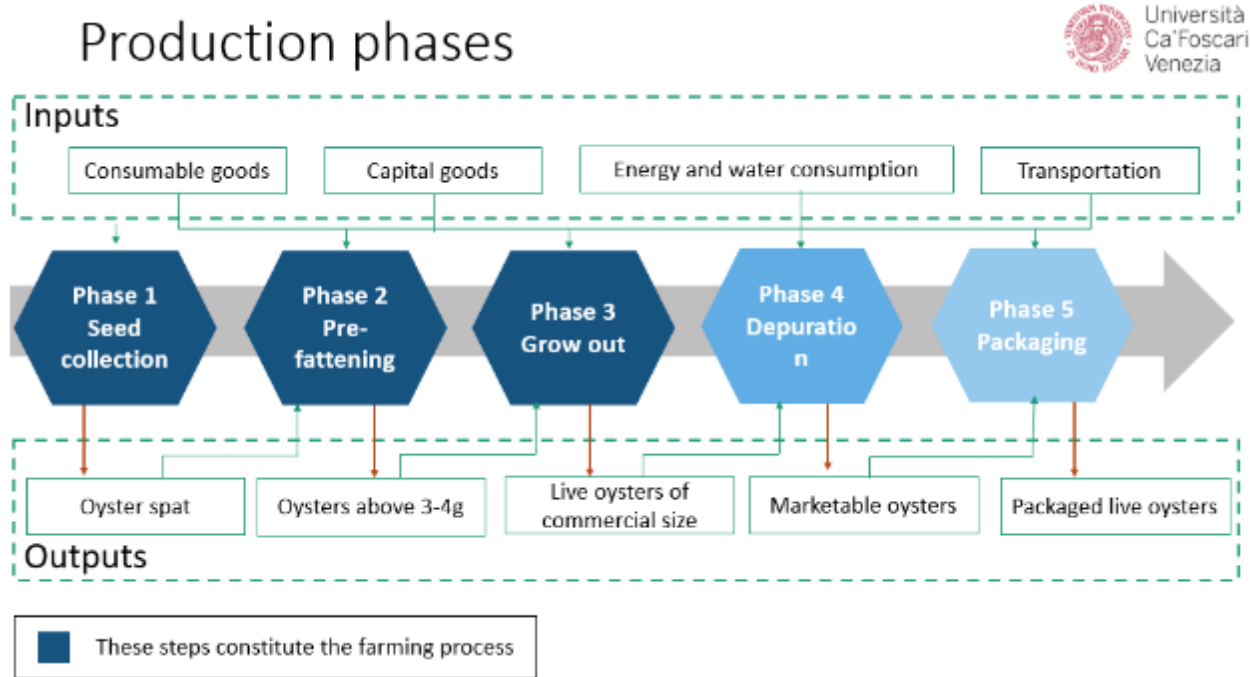 Production phases
Università
Ca'Foscari
Venezia
Inputs
Consumable goods
Capital goods
Energy and water consumption
Transportation
Phase 1
Seed
collection
Phase 2
Pre-
fattening
Phase 3
Grow out
Phase 4
Depuratio
n
Phase 5
Packaging
Oyster spat
Oysters above 3-4g
Live oysters of
commercial size
Marketable oysters
Packaged live oysters
Outputs
These steps constitute the farming process